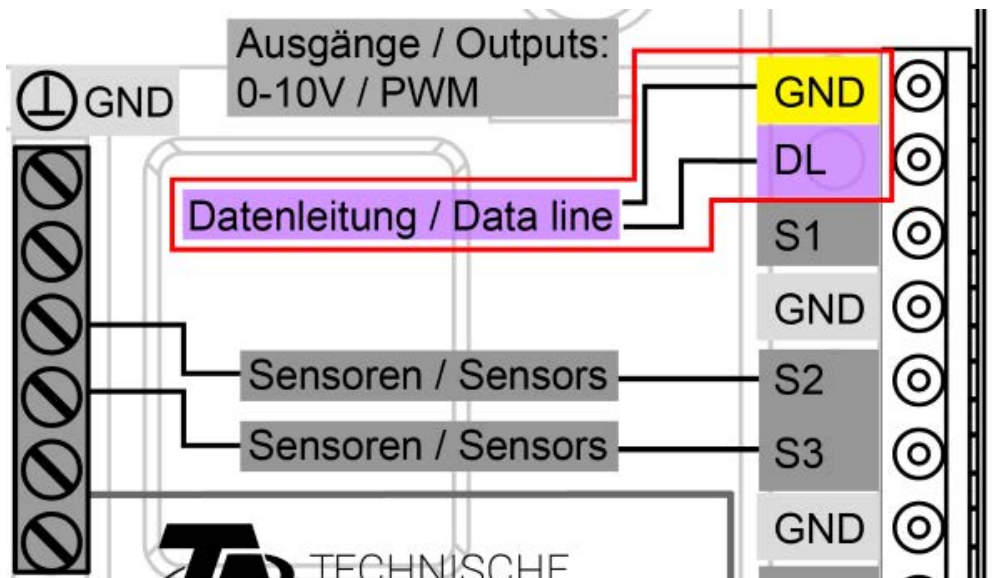 Ausgänge / Outputs:
0-10V / PWM
GND
GND
DL
Datenleitung / Data line
S1
GND
Sensoren / Sensors
S2
Sensoren / Sensors
S3
GND
TA
TECHNISCHE